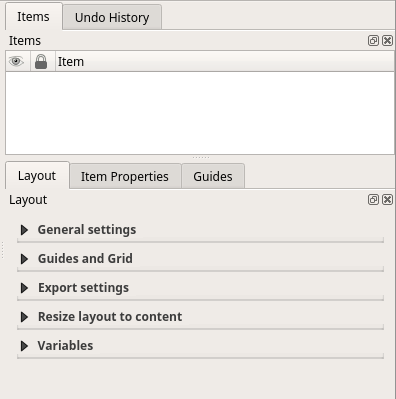 Items Undo History
Items
Item
Layout Item Properties Guides
Layout
General settings
Guides and Grid
Export settings
Resize layout to content
Variables